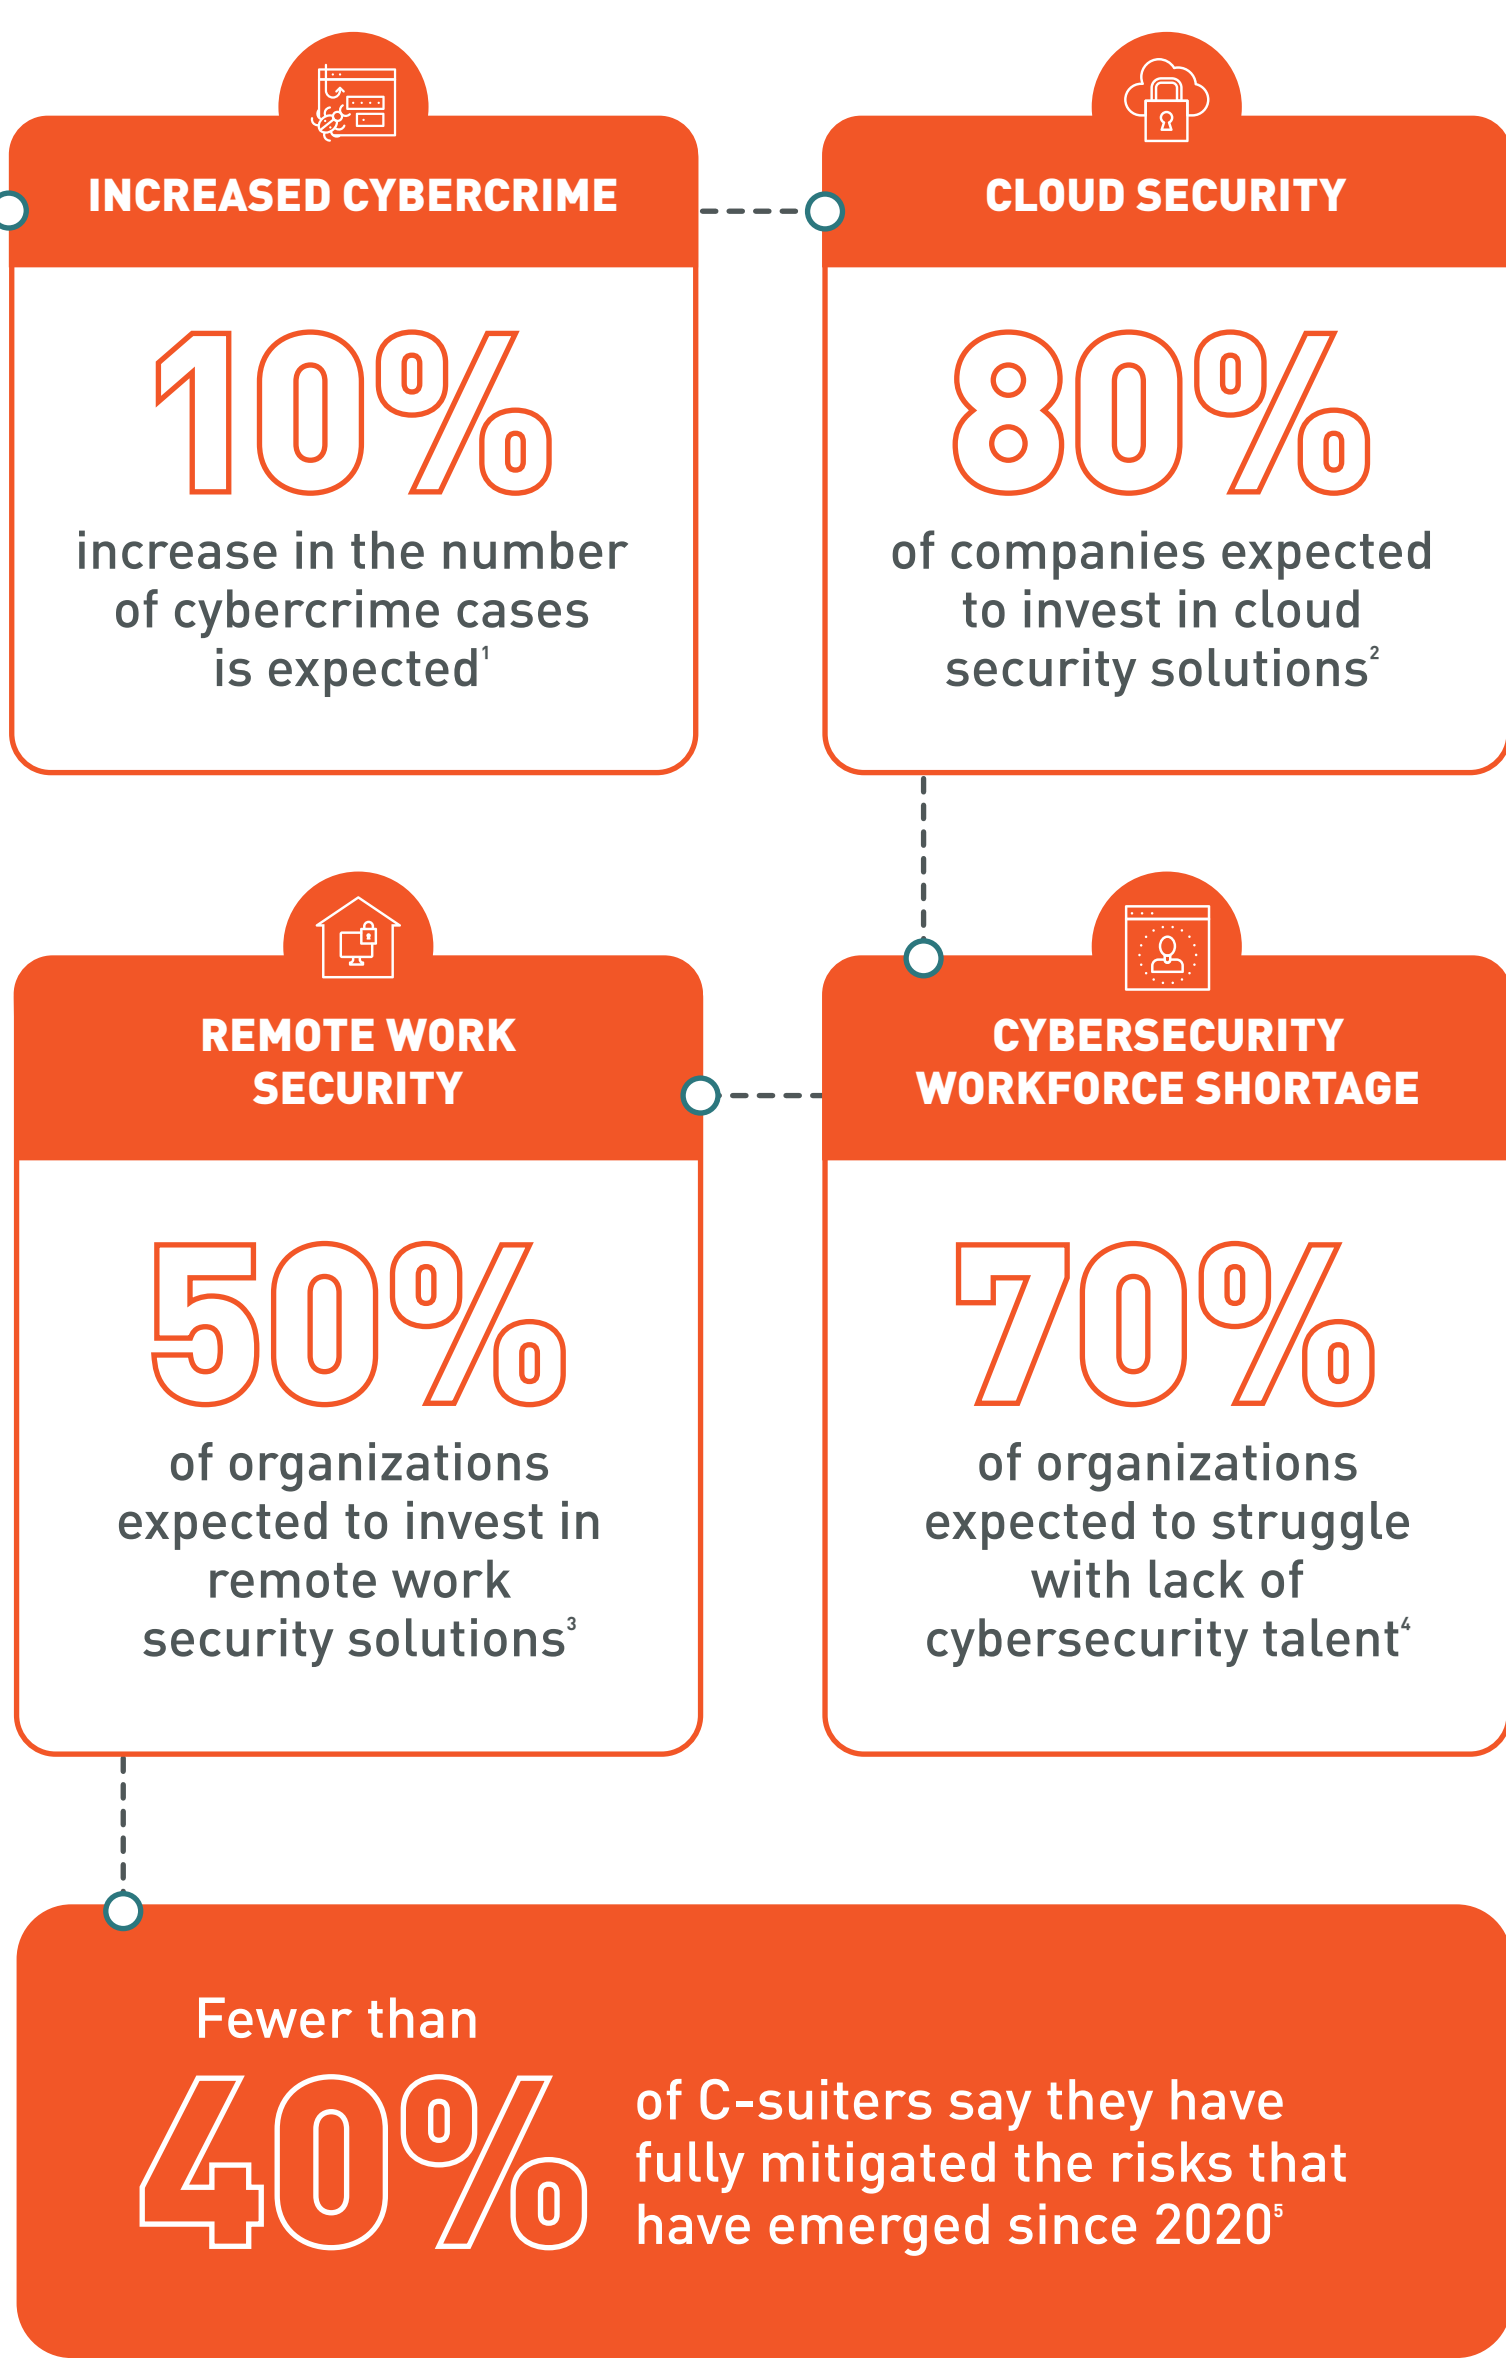 INCREASED CYBERCRIME
10%
increase in the number
of cybercrime cases
is expected¹
CLOUD SECURITY
80%
of companies expected
to invest in cloud
security solutions²
REMOTE WORK
SECURITY
50%
of organizations
expected to invest in
remote work
security solutions³
CYBERSECURITY
WORKFORCE SHORTAGE
70%
of organizations
expected to struggle
with lack of
cybersecurity talent⁴
Fewer than
40%
of C-suiters say they have
fully mitigated the risks that
have emerged since 2020⁵